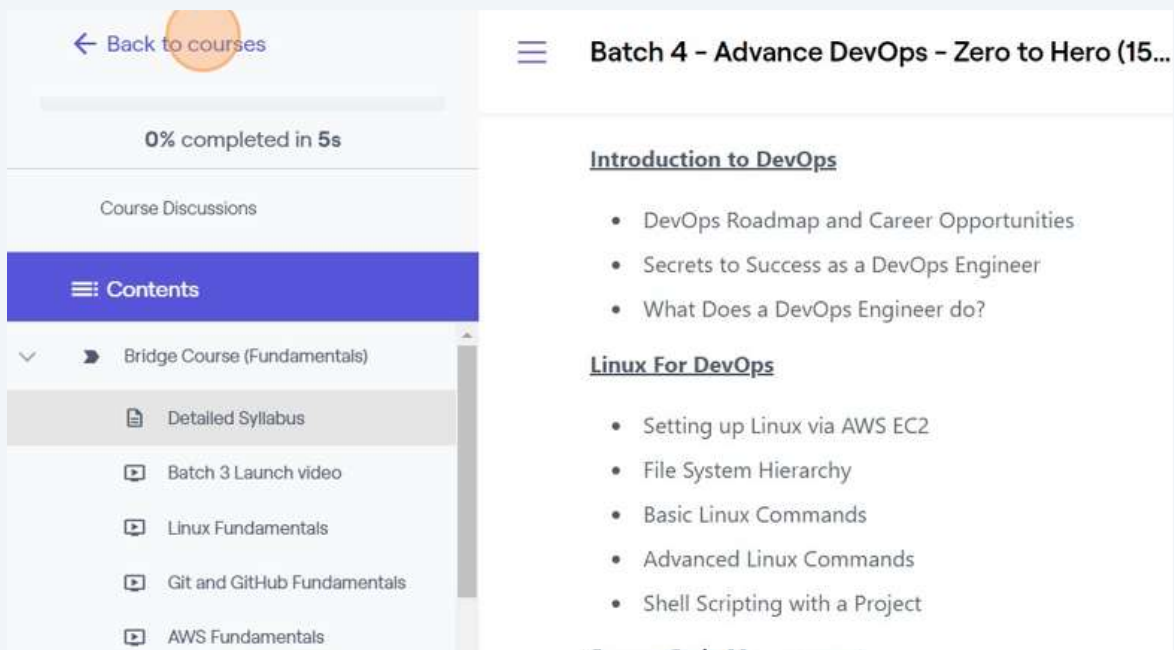 Back to courses
0% completed in 5s
Course Discussions
Contents
Bridge Course (Fundamentals)
Detailed Syllabus
Batch 3 Launch video
Linux Fundamentals
Git and GitHub Fundamentals
AWS Fundamentals
Batch 4 - Advance DevOps - Zero to Hero (15...
Introduction to DevOps
• DevOps Roadmap and Career Opportunities
• Secrets to Success as a DevOps Engineer
• What Does a DevOps Engineer do?
Linux For DevOps
• Setting up Linux via AWS EC2
• File System Hierarchy
• Basic Linux Commands
• Advanced Linux Commands
• Shell Scripting with a Project